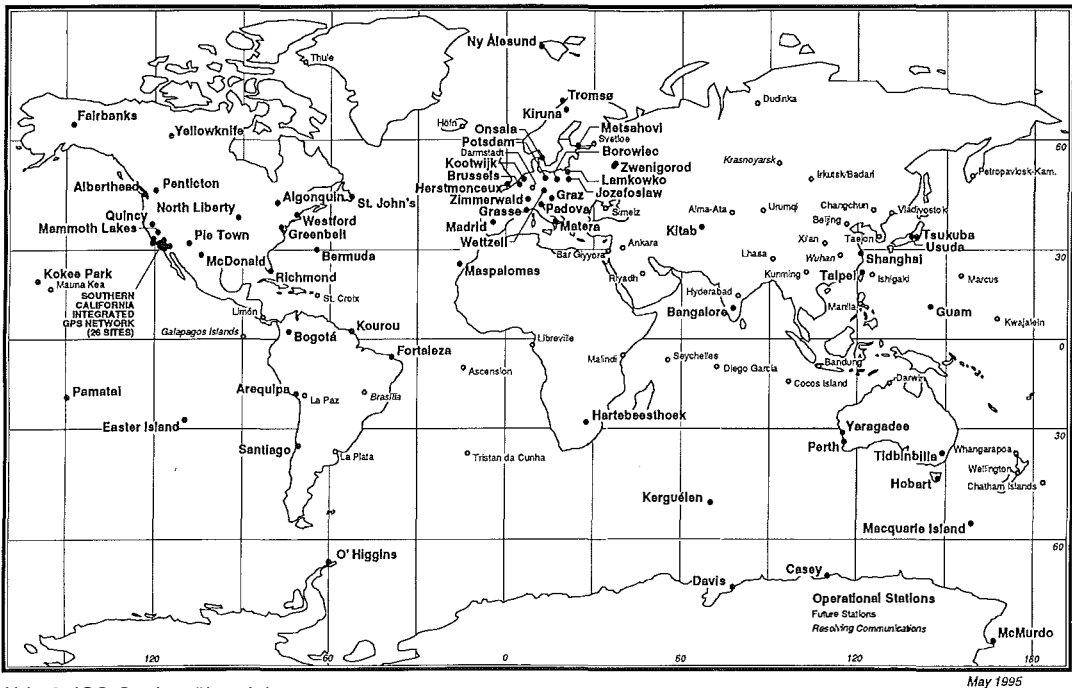 Ny Ålesund
Thule
Tromsø
Dudinka
Fairbanks
Kiruna
Yellowknife
Höfn
Onsala
Metsahovi
Potsdam
Svetloe
Darmstadt
Borowiec
60
Kootwijk
Zwenigorod
Krasnoyarsk
Brussels
Lamkowko
Irkutsk/Badari
Petropavlosk-Kam.
Alberthead
Penticton
Algonquin
St. John's
Herstmonceux
Jozefoslaw
Zimmerwald
Graz
Quincy
North Liberty
Westford
Grasse
Padova
Simeiz
Alma-Ata
Urumqi
Changchun
Vladiyostok
Mammoth Lakes
Pie Town
Greenbelt
Madrid
Matera
Kitab
Beijing
Tsukuba
Wettzell
Ankara
Xi'an
Taejon
Usuda
McDonald
Bermuda
Bar Giyyora
Lhasa
Wuhan
Shanghai
30
Kokee Park
Richmond
Maspalomas
Riyadh
Kunming
Taipei
Ishigaki
Marcus
Mauna Kea
SOUTHERN
CALIFORNIA
INTEGRATED
GPS NETWORK
(26 SITES)
St. Croix
Hyderabad
Manila
Limón
Bangalore
Guam
Kwajalein
Galapagos Islands
Bogotá
Kourou
Libreville
0
Fortaleza
Malindi
Seychelles
Bandung
Ascension
Diego Garcia
Cocos Island
Darwin
Pamatai
Arequipa
La Paz
Brasilia
Easter Island
Hartebeesthoek
Yaragadee
30
Santiago
La Plata
Tristan da Cunha
Perth
Tidbinbilla
Whangarapoa
Wellington
Hobart
Chatham Islands
Kerguelen
Macquarie Island
60
O'Higgins
Davis
Casey
Operational Stations
Future Stations
Resolving Communications
McMurdo
120
60
0
60
120
180
May 1995